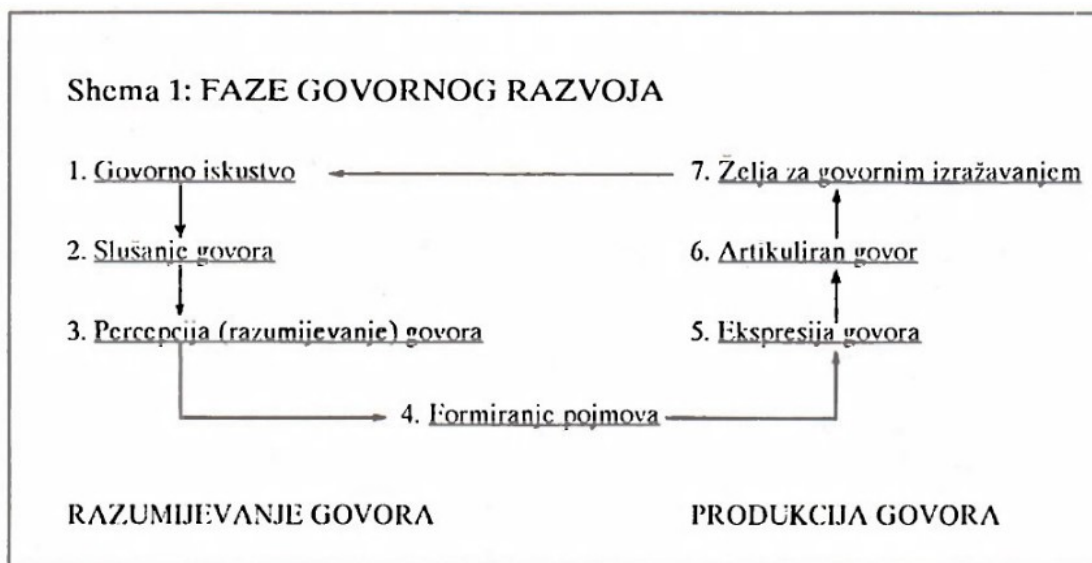 Shema 1: FAZE GOVORNOG RAZVOJA
1. Govorno iskustvo
7. Želja za govornim izražavanjem
2. Slušanje govora
6. Artikuliran govor
3. Percepcija (razumijevanje) govora
5. Ekspresija govora
4. Formiranje pojmova
RAZUMIJEVANJE GOVORA
PRODUKCIJA GOVORA